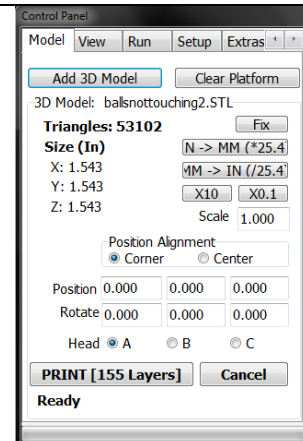 Control Panel
Model View Run Setup Extras
Add 3D Model Clear Platform
3D Model: ballsnottouching2.STL
Triangles: 53102 Fix
Size (In) N -> MM (*25.4
X: 1.543 MM -> IN (/25.4
Y: 1.543 X10 X0.1
Z: 1.543
Scale 1.000
Position Alignment
Corner Center
Position 0.000 0.000 0.000
Rotate 0.000 0.000 0.000
Head A B C
PRINT [155 Layers] Cancel
Ready